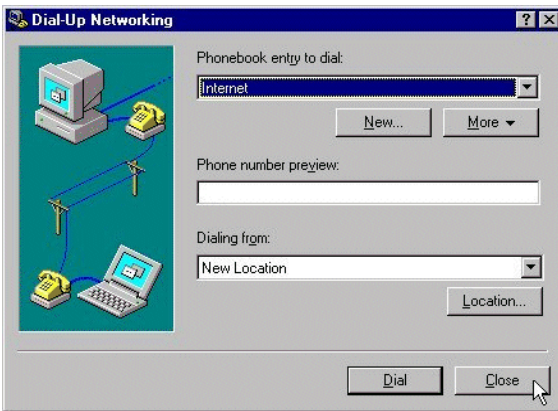 Dial-Up Networking
Phonebook entry to dial:
Internet
New... More
Phone number preview:
Dialing from:
New Location
Location...
Dial Close